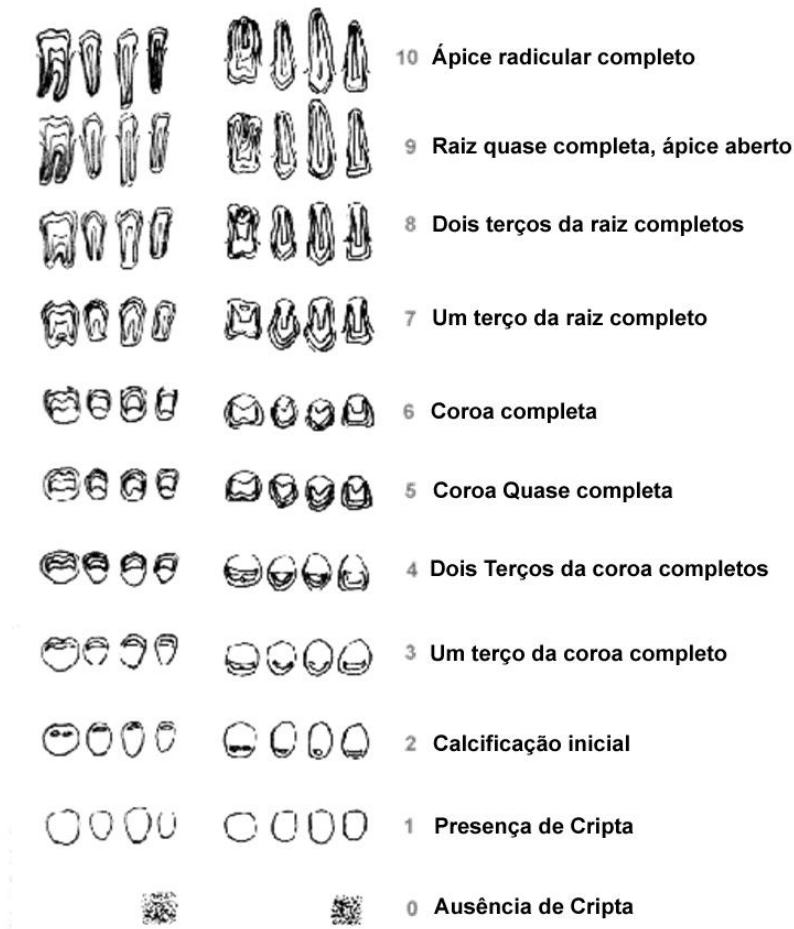 10 Ápice radicular completo
9 Raiz quase completa, ápice aberto
8 Dois terços da raiz completos
7 Um terço da raiz completo
6 Coroa completa
5 Coroa Quase completa
4 Dois Terços da coroa completos
3 Um terço da coroa completo
2 Calcificação inicial
1 Presença de Cripta
0 Ausência de Cripta